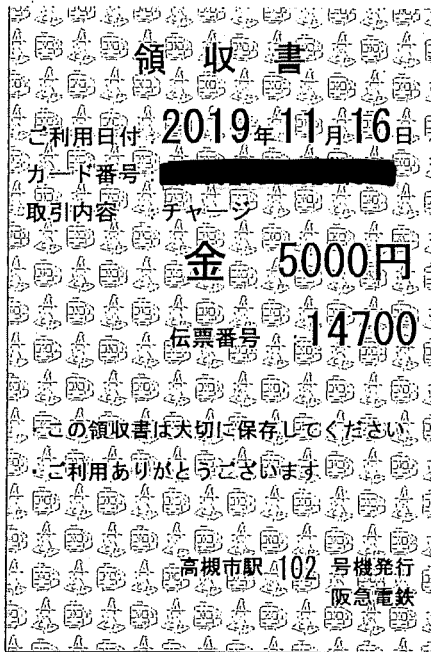 領収書
ご利用日付 2019年11月16日
カード番号
取引内容 チャージ
金 5000円
伝票番号 14700
・この領収書は大切に保存してください
・ご利用ありがとうございます
高槻市駅 102 号機発行
阪急電鉄